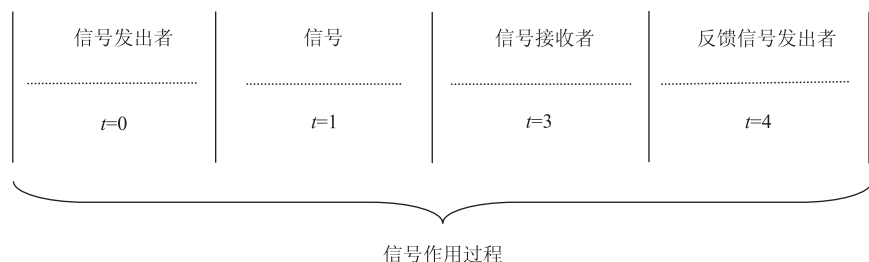 信号发出者 信号 信号接收者 反馈信号发出者
t=0 t=1 t=3 t=4
信号作用过程